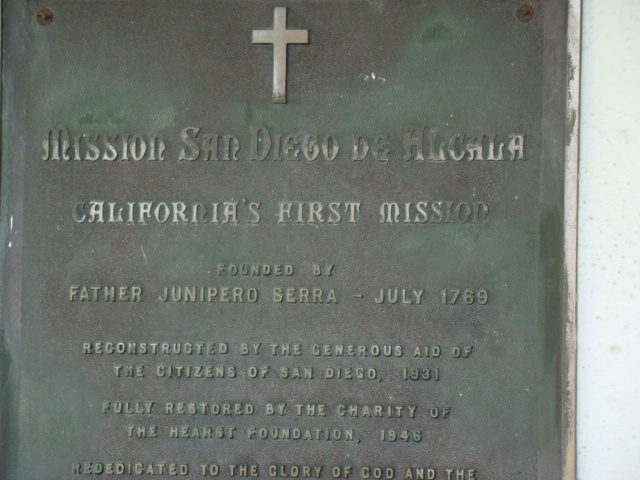 Mission San Diego de Alcala
California's First Mission
FOUNDED BY
FATHER JUNIPERO SERRA - JULY 1769
RECONSTRUCTED BY THE GENEROUS AID OF
THE CITIZENS OF SAN DIEGO, 1931
FULLY RESTORED BY THE CHARITY OF
THE HEARST FOUNDATION, 1946
REDEDICATED TO THE GLORY OF GOD AND THE